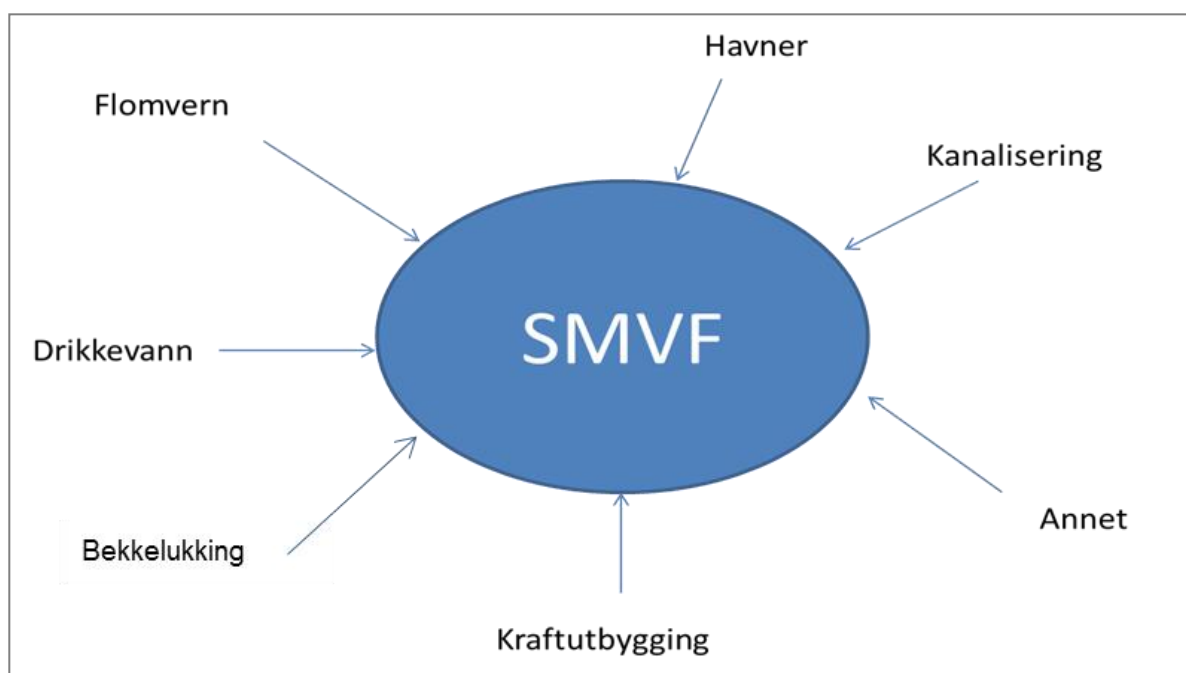 Havner
Flomvern
Kanalisering
SMVF
Drikkevann
Annet
Bekkelukking
Kraftutbygging